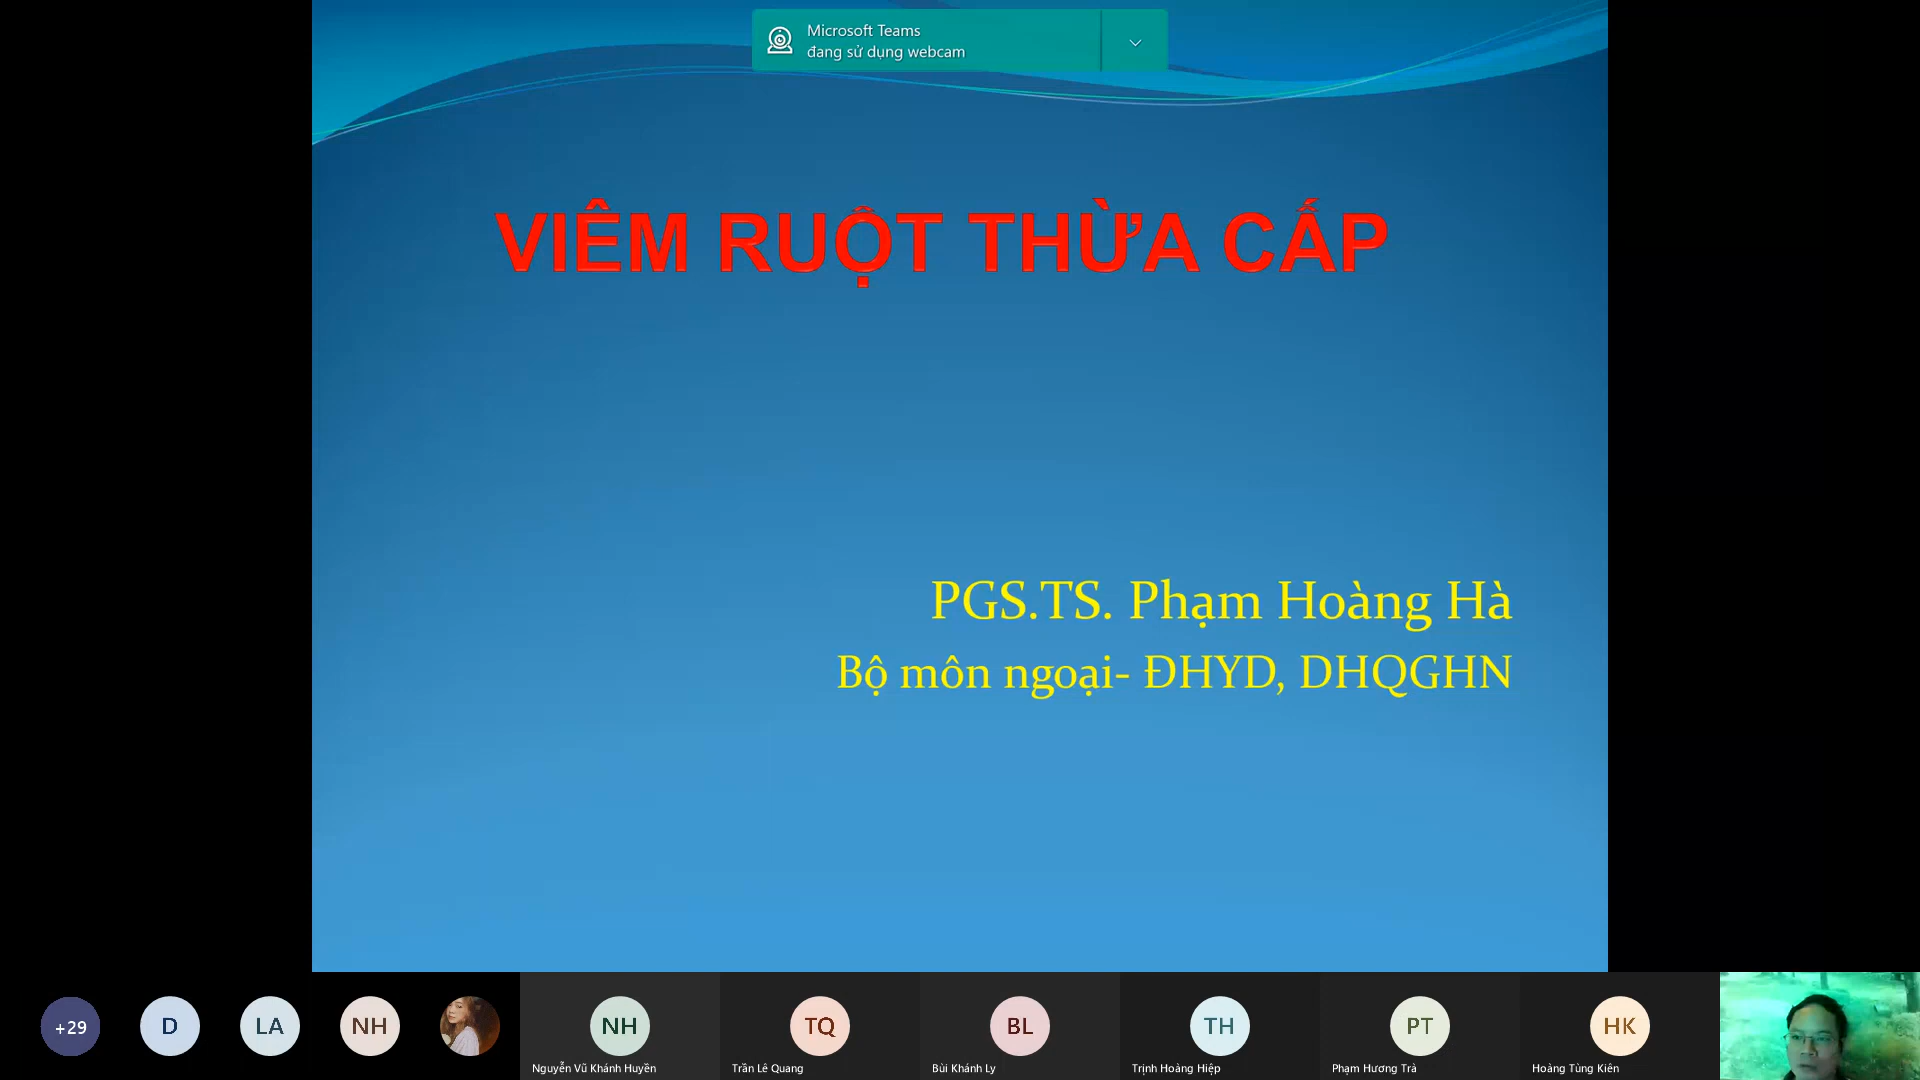 Microsoft Teams
đang sử dụng webcam
VIÊM RUỘT THỪA CẤP
PGS.TS. Phạm Hoàng Hà
Bộ môn ngoại- ĐHYD, DHQGHN
+29
D
LA
NH
NH
TQ
BL
TH
PT
HK
Nguyễn Vũ Khánh Huyền
Trần Lê Quang
Bùi Khánh Ly
Trịnh Hoàng Hiệp
Phạm Hương Trà
Hoàng Tùng Kiên